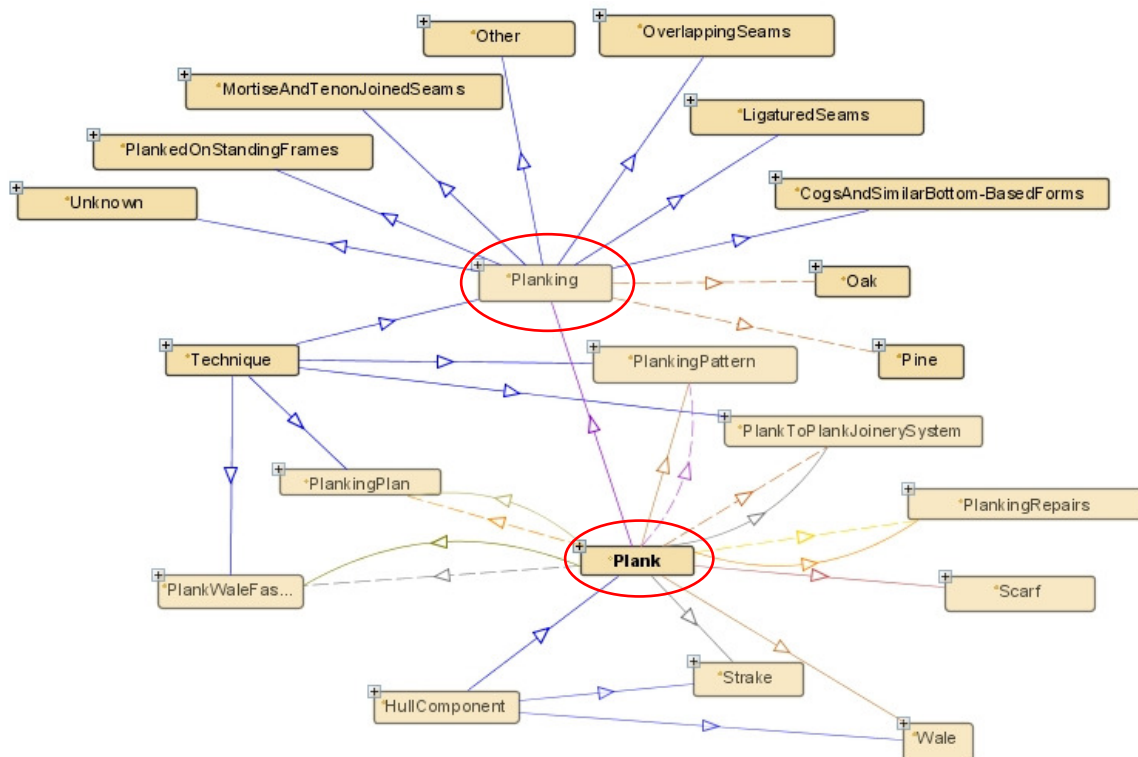 Other
OverlappingSeams
MortiseAndTenonJoinedSeams
LigaturedSeams
PlankedOnStandingFrames
CogsAndSimilarBottom-BasedForms
Unknown
Planking
Oak
Technique
PlankingPattern
Pine
PlankToPlankJoinerySystem
PlankingPlan
PlankingRepairs
Plank
PlankWaleFas...
Scarf
Strake
HullComponent
Wale